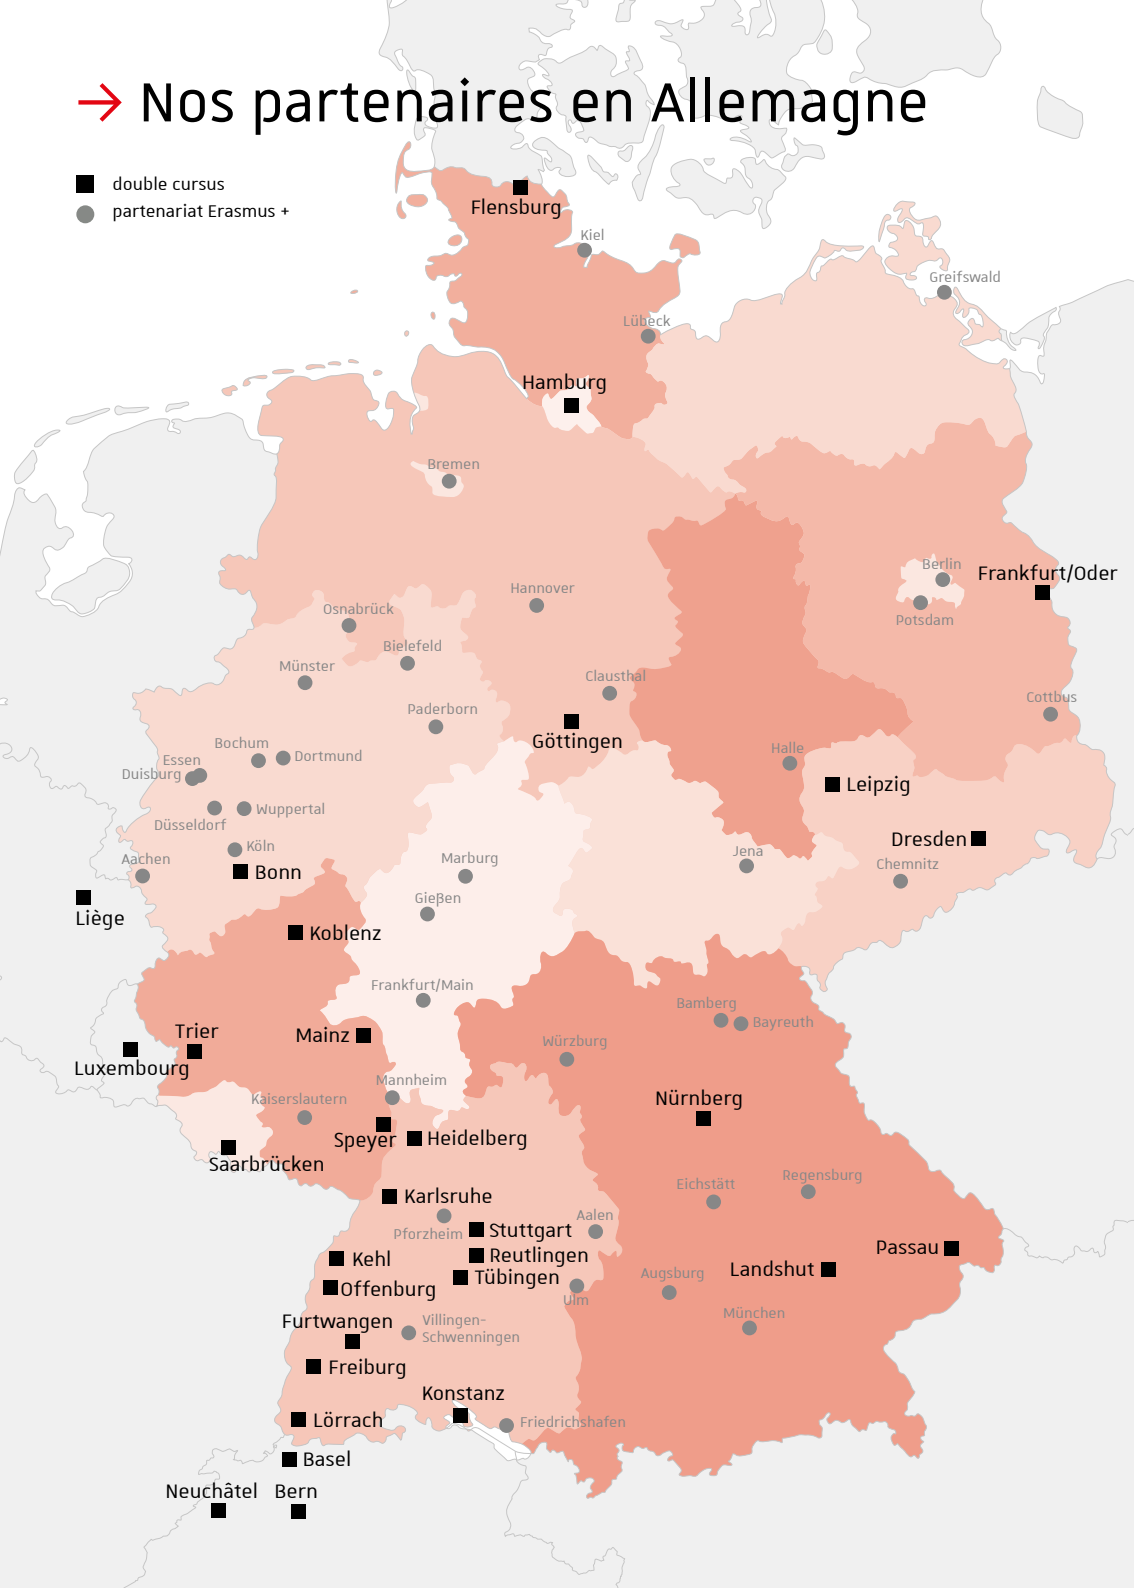 → Nos partenaires en Allemagne
double cursus
partenariat Erasmus +
Flensburg
Kiel
Greifswald
Lübeck
Hamburg
Bremen
Berlin
Frankfurt/Oder
Hannover
Potsdam
Osnabrück
Bielefeld
Münster
Clausthal
Cottbus
Paderborn
Göttingen
Bochum
Dortmund
Essen
Duisburg
Halle
Leipzig
Wuppertal
Düsseldorf
Dresden
Köln
Aachen
Marburg
Jena
Chemnitz
Bonn
Gießen
Liège
Koblenz
Frankfurt/Main
Bamberg
Bayreuth
Trier
Mainz
Würzburg
Luxembourg
Mannheim
Kaiserslautern
Nürnberg
Speyer
Heidelberg
Saarbrücken
Regensburg
Eichstätt
Karlsruhe
Aalen
Pforzheim
Stuttgart
Passau
Kehl
Reutlingen
Landshut
Tübingen
Augsburg
Offenburg
Ulm
München
Furtwangen
Villingen-
Schwenningen
Freiburg
Konstanz
Lörrach
Friedrichshafen
Basel
Neuchâtel
Bern